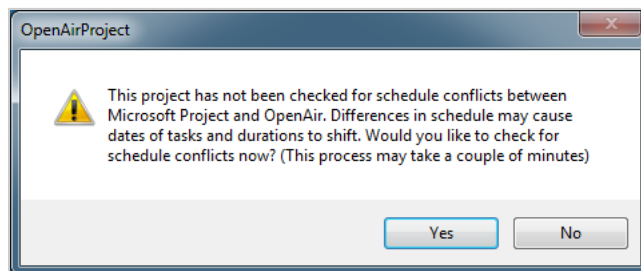 OpenAirProject
This project has not been checked for schedule conflicts between
Microsoft Project and OpenAir. Differences in schedule may cause
dates of tasks and durations to shift. Would you like to check for
schedule conflicts now? (This process may take a couple of minutes)
Yes
No